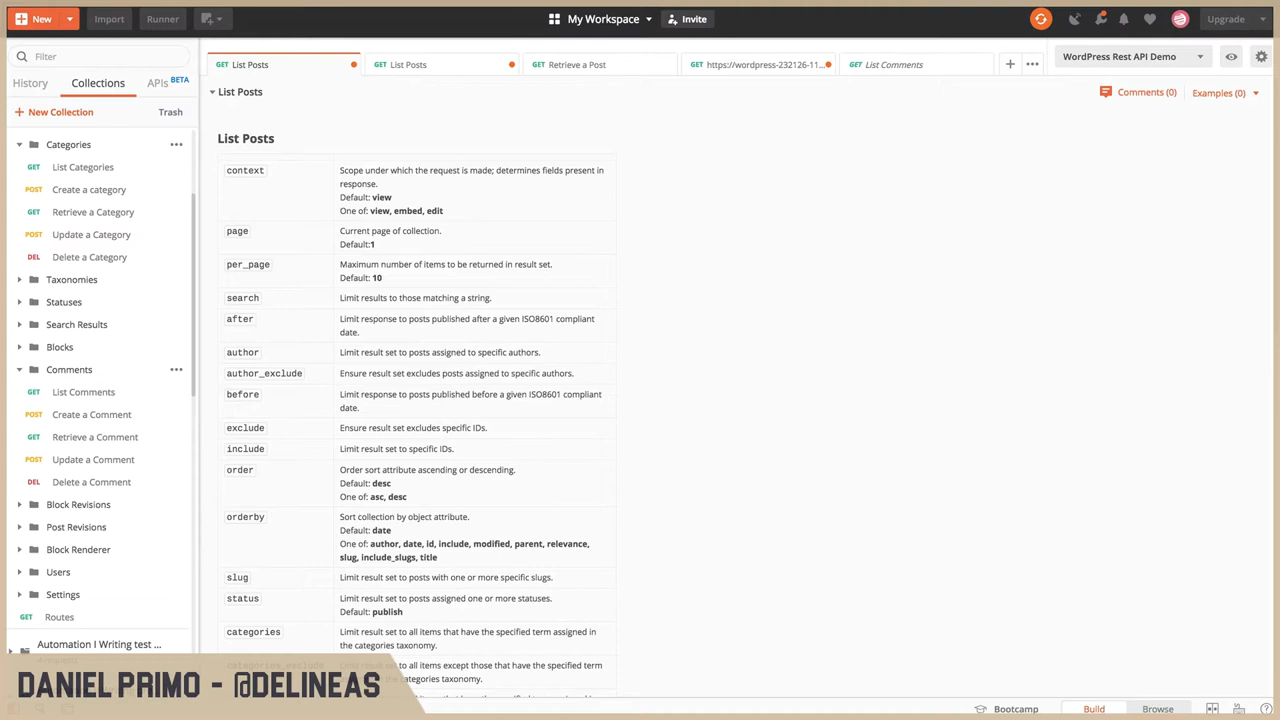 New
Import
Runner
My Workspace
Invite
Upgrade
Filter
History
Collections
APIs BETA
New Collection
Trash
Categories
GET List Categories
POST Create a category
GET Retrieve a Category
POST Update a Category
DEL Delete a Category
Taxonomies
Statuses
Search Results
Blocks
Comments
GET List Comments
POST Create a Comment
GET Retrieve a Comment
POST Update a Comment
DEL Delete a Comment
Block Revisions
Post Revisions
Block Renderer
Users
Settings
GET Routes
Automation I Writing test ...
GET List Posts
GET List Posts
GET Retrieve a Post
GET https://wordpress-232126-11...
GET List Comments
WordPress Rest API Demo
List Posts
Comments (0)
Examples (0)
List Posts
context
Scope under which the request is made; determines fields present in
response.
Default: view
One of: view, embed, edit
page
Current page of collection.
Default:1
per_page
Maximum number of items to be returned in result set.
Default: 10
search
Limit results to those matching a string.
after
Limit response to posts published after a given ISO8601 compliant
date.
author
Limit result set to posts assigned to specific authors.
author_exclude
Ensure result set excludes posts assigned to specific authors.
before
Limit response to posts published before a given ISO8601 compliant
date.
exclude
Ensure result set excludes specific IDs.
include
Limit result set to specific IDs.
order
Order sort attribute ascending or descending.
Default: desc
One of: asc, desc
orderby
Sort collection by object attribute.
Default: date
One of: author, date, id, include, modified, parent, relevance,
slug, include_slugs, title
slug
Limit result set to posts with one or more specific slugs.
status
Limit result set to posts assigned one or more statuses.
Default: publish
categories
Limit result set to all items that have the specified term assigned in
the categories taxonomy.
categories_exclude
Limit result set to all items except those that have the specified term
categories taxonomy.
DANIEL PRIMO - @DELINEAS
Bootcamp
Build
Browse